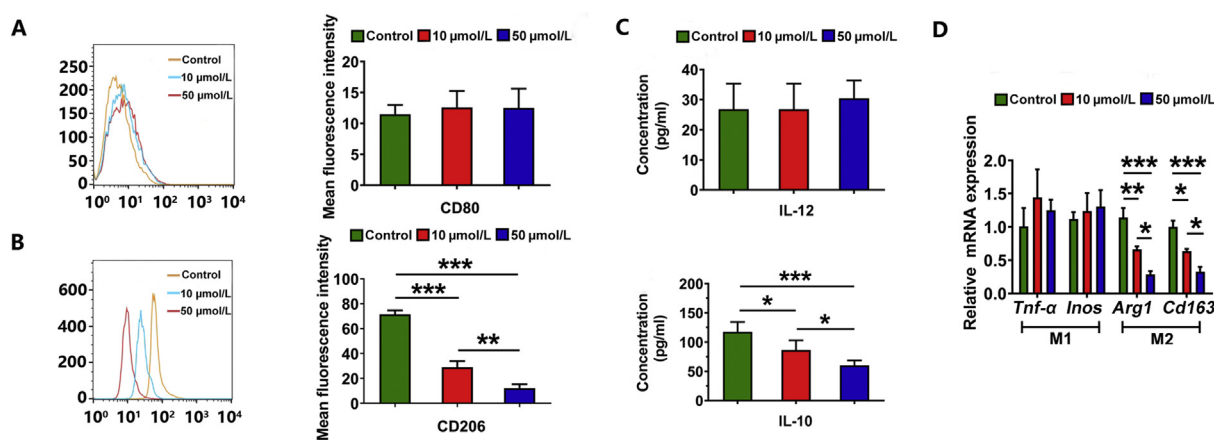 A
250
200
150
100
50
0
Control
10 μmol/L
50 μmol/L
10⁰ 10¹ 10² 10³ 10⁴
Control 10 μmol/L 50 μmol/L
Mean fluorescence intensity
20
15
10
5
0
CD80
B
600
400
200
0
Control
10 μmol/L
50 μmol/L
10⁰ 10¹ 10² 10³ 10⁴
Control 10 μmol/L 50 μmol/L
Mean fluorescence intensity
100
80
60
40
20
0
***
***
**
CD206
C
Control 10 μmol/L 50 μmol/L
Concentration
(pg/ml)
40
30
20
10
0
IL-12
Control 10 μmol/L 50 μmol/L
Concentration
(pg/ml)
200
150
100
50
0
***
*
*
IL-10
D
Control 10 μmol/L 50 μmol/L
Relative mRNA expression
2.0
1.5
1.0
0.5
0.0
*** ***
** *
* *
Tnf-α Inos Arg1 Cd163
M1 M2